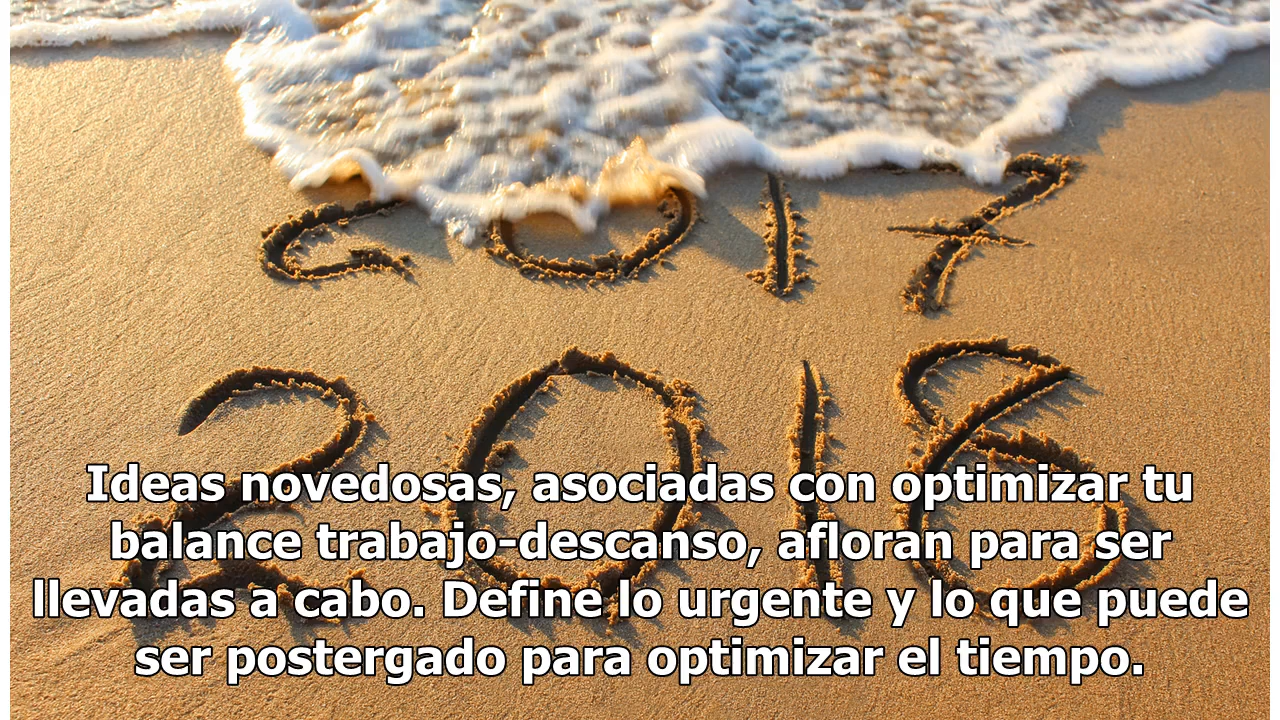 2017
2018
Ideas novedosas, asociadas con optimizar tu
balance trabajo-descanso, afloran para ser
llevadas a cabo. Define lo urgente y lo que puede
ser postergado para optimizar el tiempo.